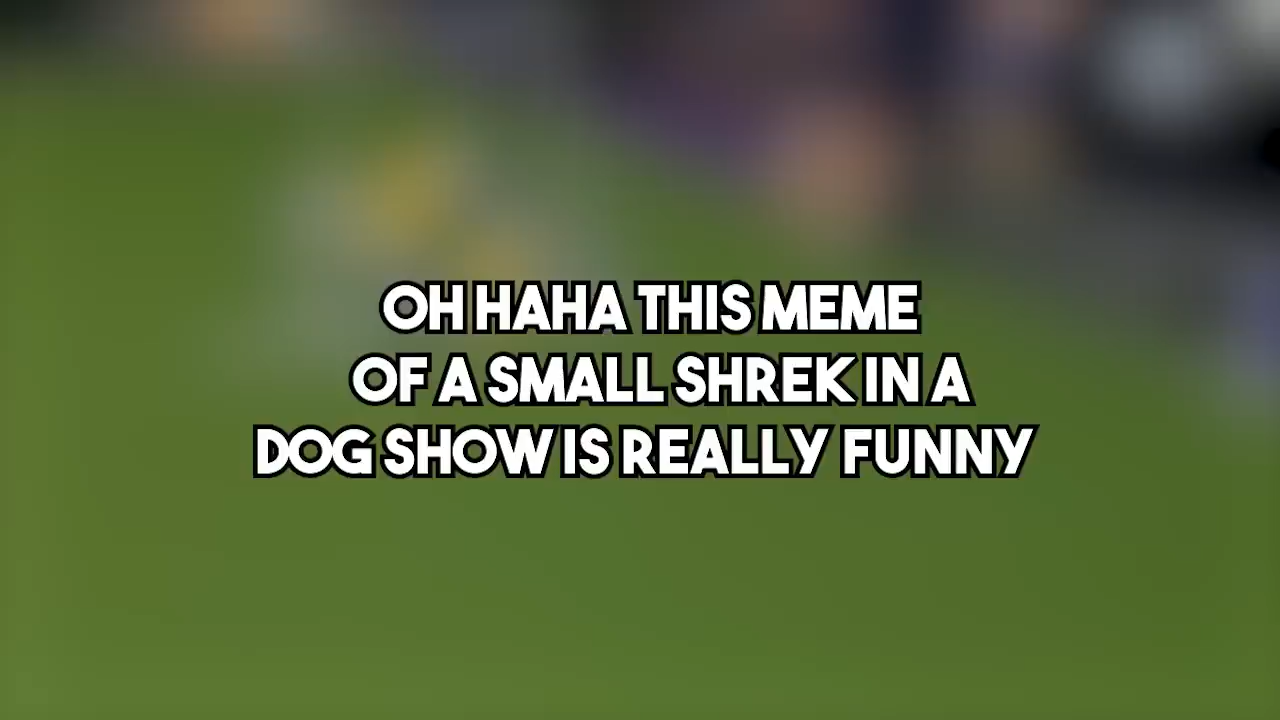 OH HAHA THIS MEME
OF A SMALL SHREK IN A
DOG SHOW IS REALLY FUNNY